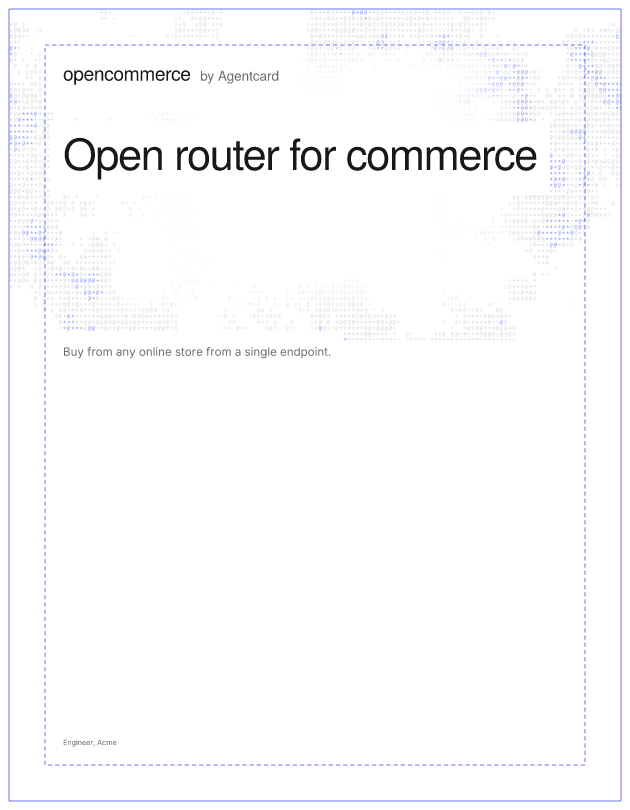 opencommerce by Agentcard
Open router for commerce
Buy from any online store from a single endpoint.
Engineer, Acme